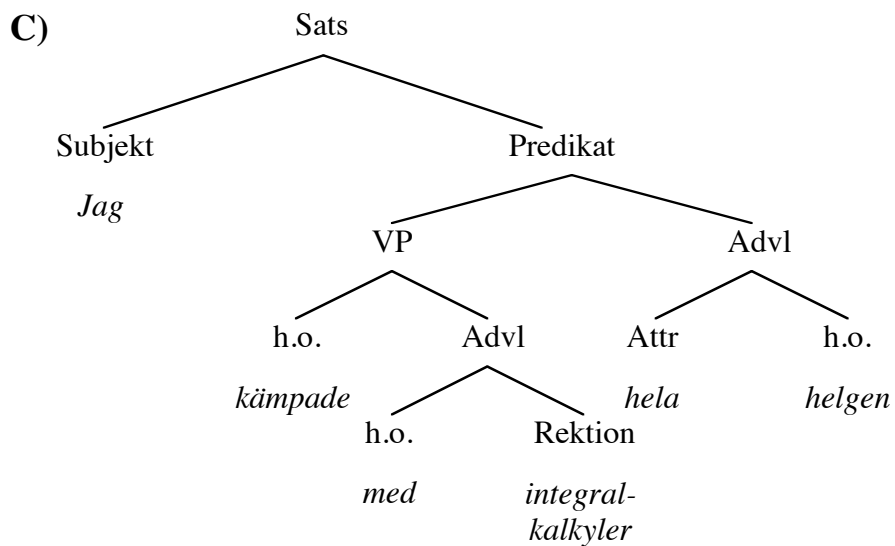 C)
Sats
Subjekt Predikat
Jag
VP Advl
h.o. Advl Attr h.o.
kämpade hela helgen
h.o. Rektion
med integral-
kalkyler